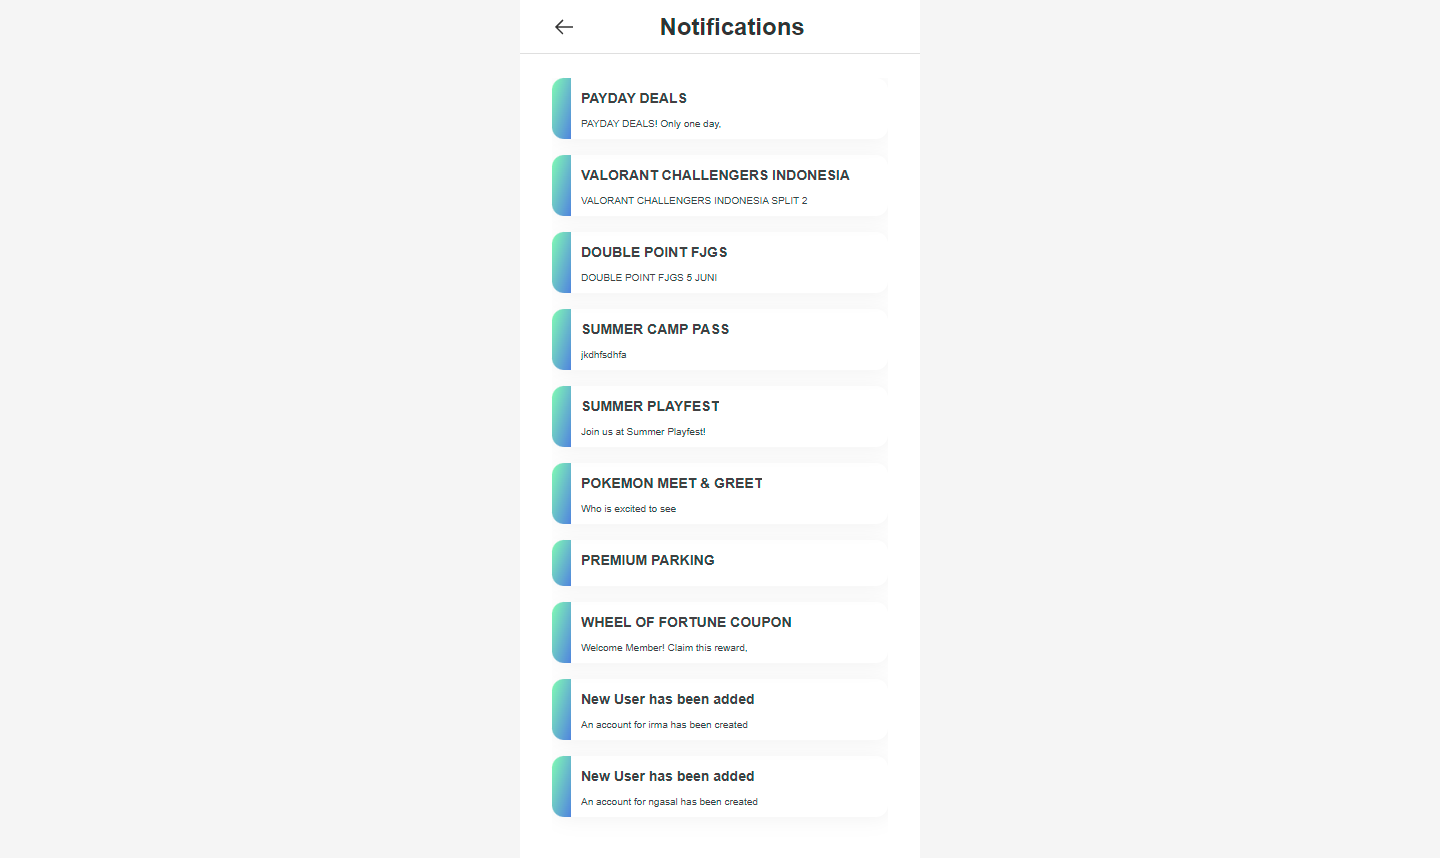 Notifications
PAYDAY DEALS
PAYDAY DEALS! Only one day,
VALORANT CHALLENGERS INDONESIA
VALORANT CHALLENGERS INDONESIA SPLIT 2
DOUBLE POINT FJGS
DOUBLE POINT FJGS 5 JUNI
SUMMER CAMP PASS
jkdhfsdhfa
SUMMER PLAYFEST
Join us at Summer Playfest!
POKEMON MEET & GREET
Who is excited to see
PREMIUM PARKING
WHEEL OF FORTUNE COUPON
Welcome Member! Claim this reward,
New User has been added
An account for irma has been created
New User has been added
An account for ngasal has been created